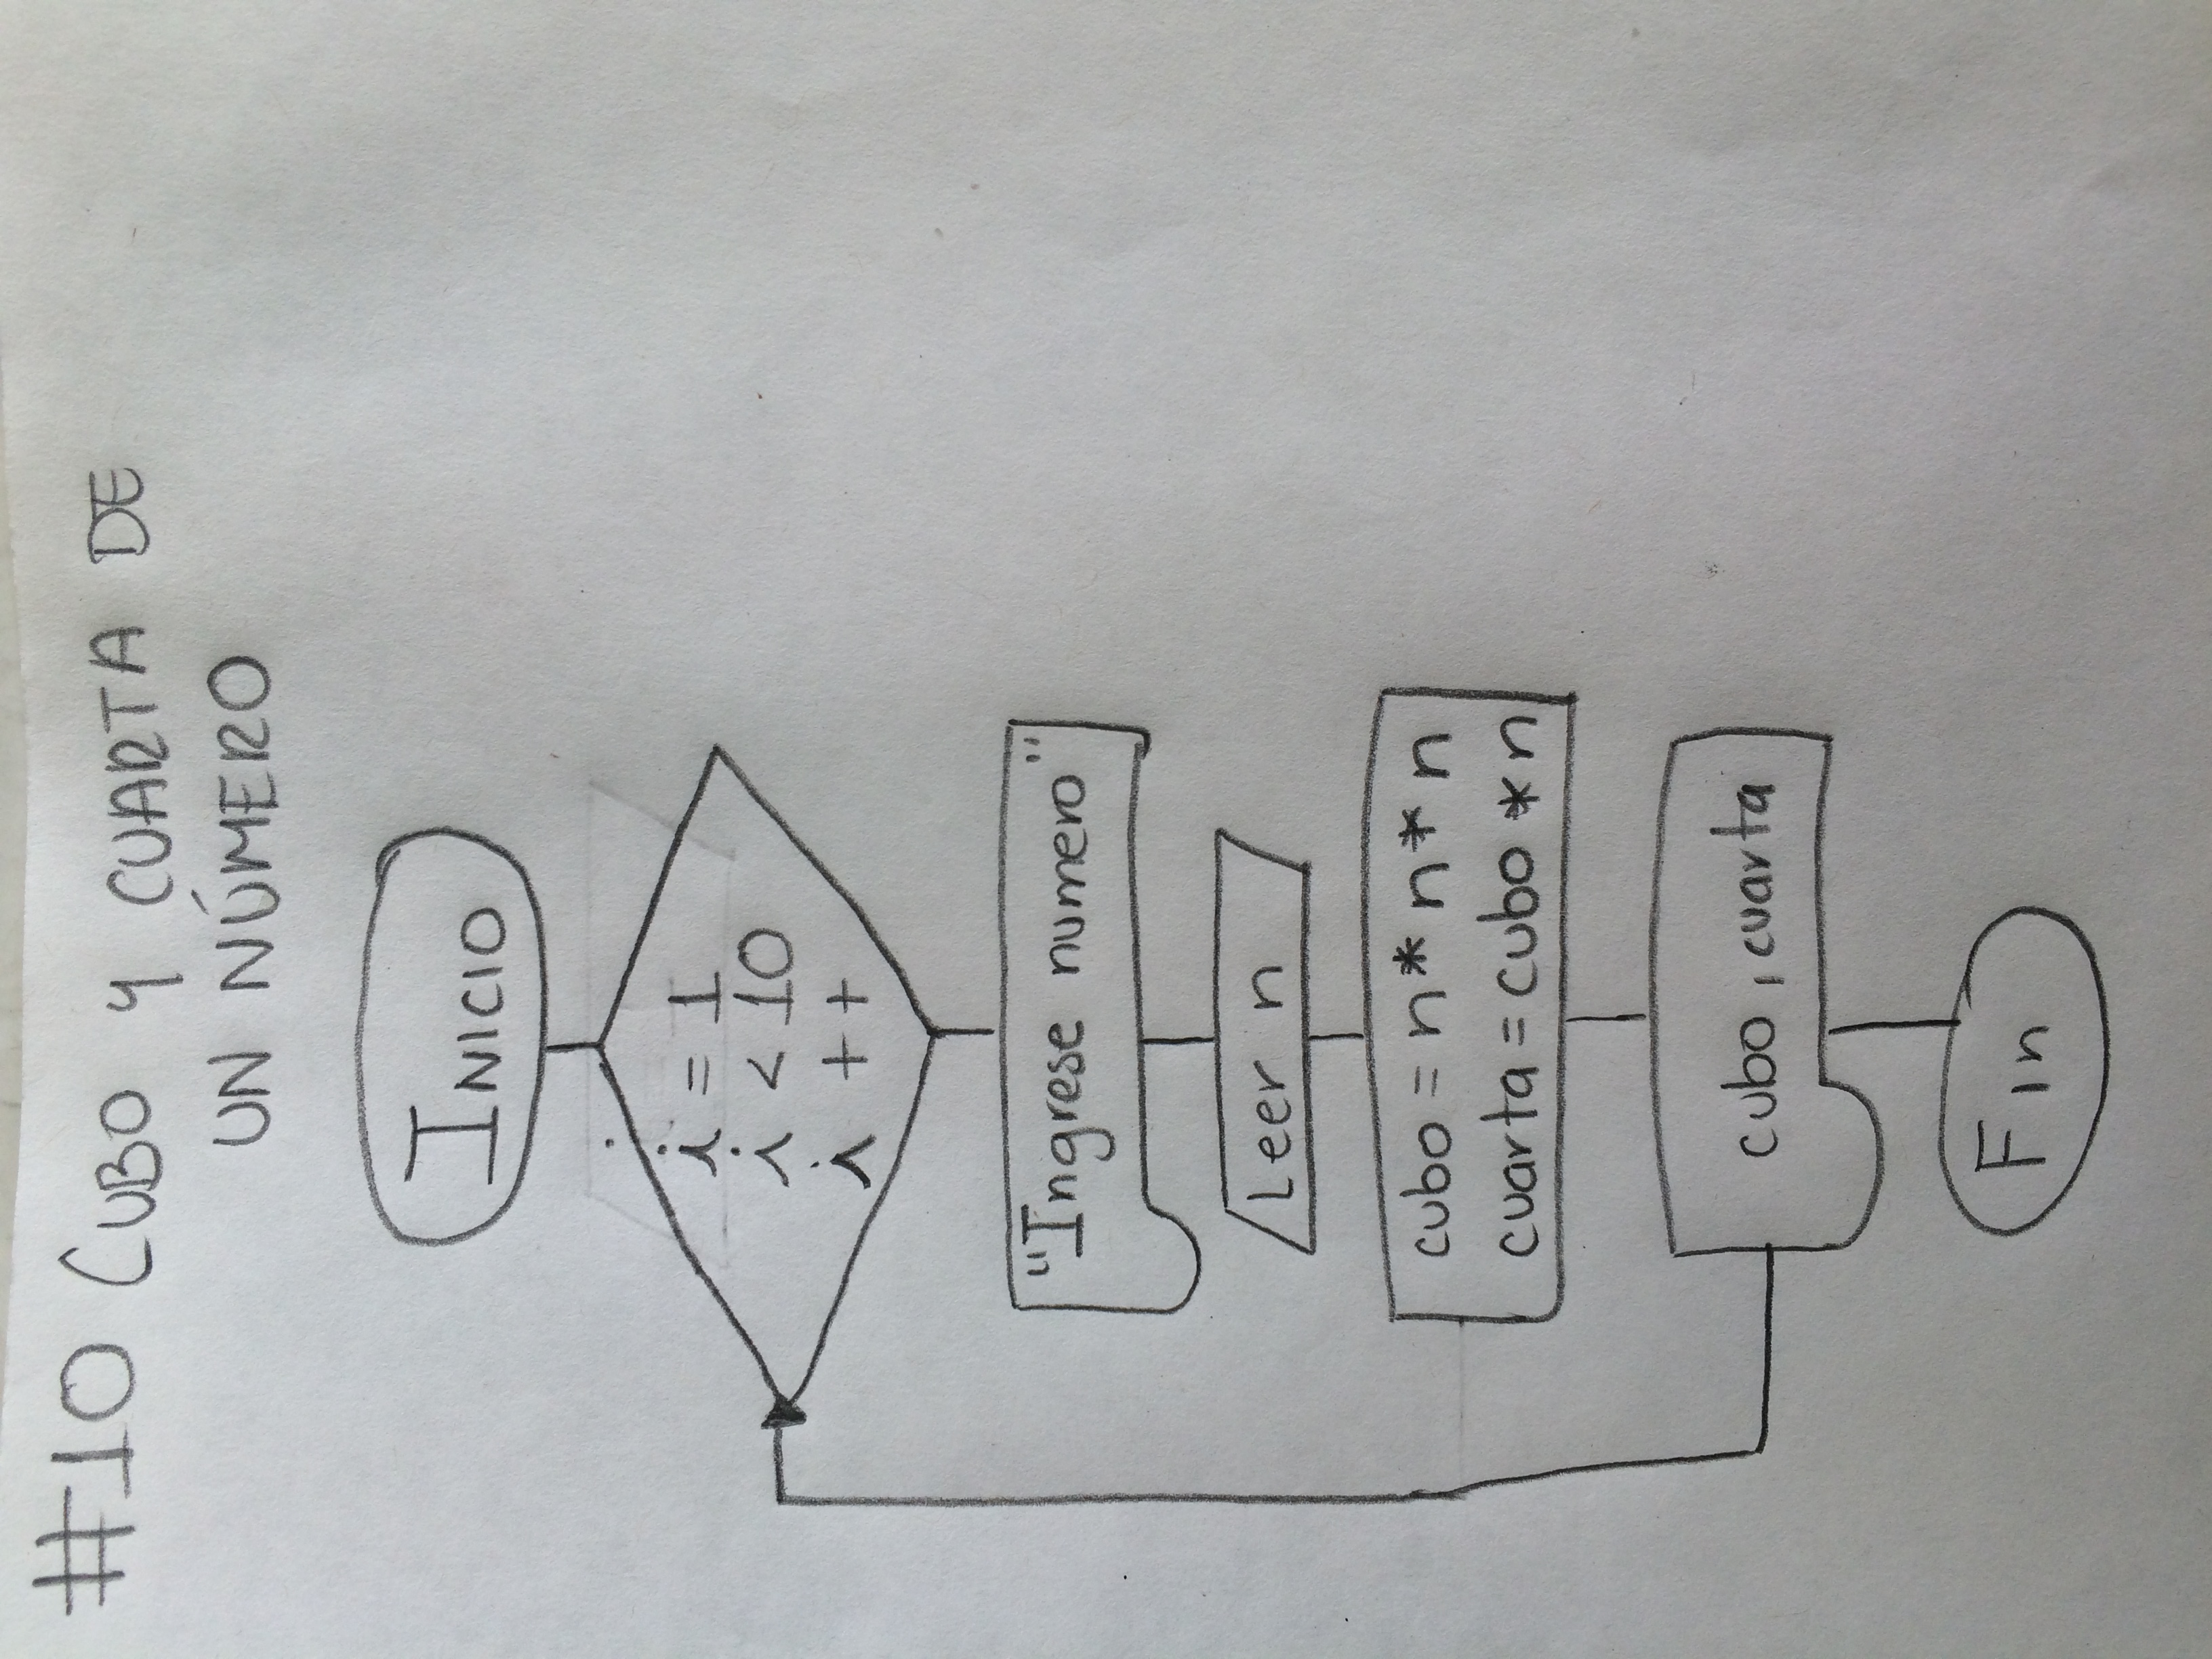 #10 CUBO Y CUARTA DE
UN NÚMERO
INICIO
i = 1
i < 10
i ++
"Ingrese numero"
Leer n
cubo = n * n * n
cuarta = cubo * n
cubo, cuarta
Fin